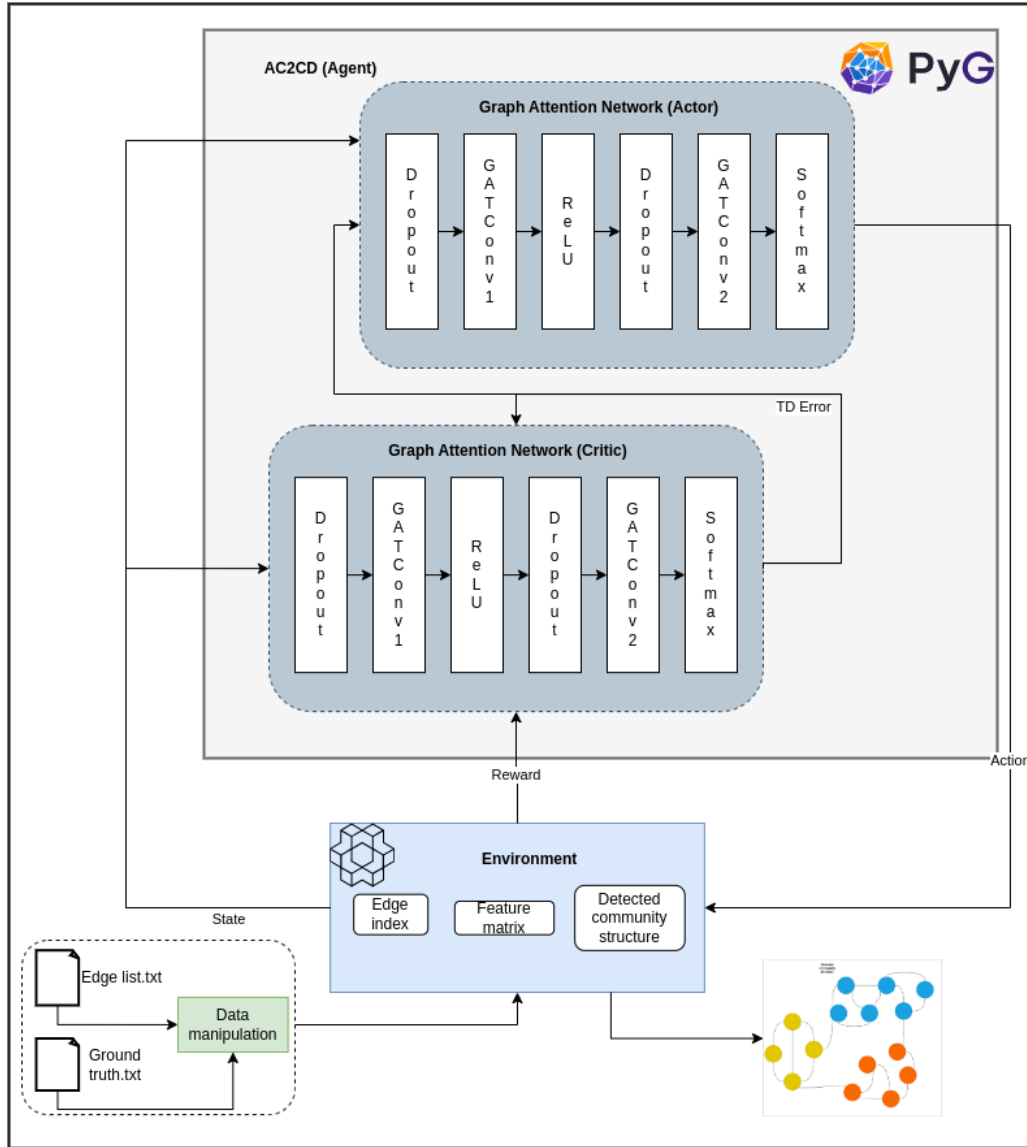 AC2CD (Agent)
PyG
Graph Attention Network (Actor)
Dropout
GATConv1
ReLU
Dropout
GATConv2
Softmax
TD Error
Graph Attention Network (Critic)
Dropout
GATConv1
ReLU
Dropout
GATConv2
Softmax
Action
Reward
Environment
Edge
index
Feature
matrix
Detected
community
structure
State
Edge list.txt
Data
manipulation
Ground
truth.txt